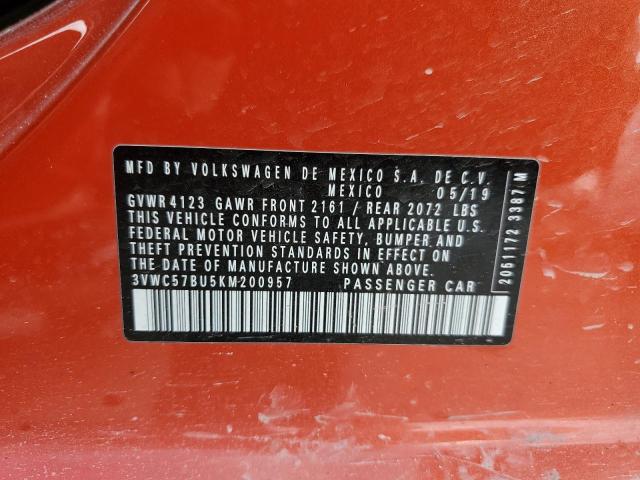 MFD BY VOLKSWAGEN DE MEXICO S.A. DE C.V.
MEXICO 05/19
GVWR 4123 GAWR FRONT 2161 / REAR 2072 LBS
THIS VEHICLE CONFORMS TO ALL APPLICABLE U.S.
FEDERAL MOTOR VEHICLE SAFETY, BUMPER AND
THEFT PREVENTION STANDARDS IN EFFECT ON
THE DATE OF MANUFACTURE SHOWN ABOVE
3VWC57BU5KM200957 PASSENGER CAR
2061172 3387 M